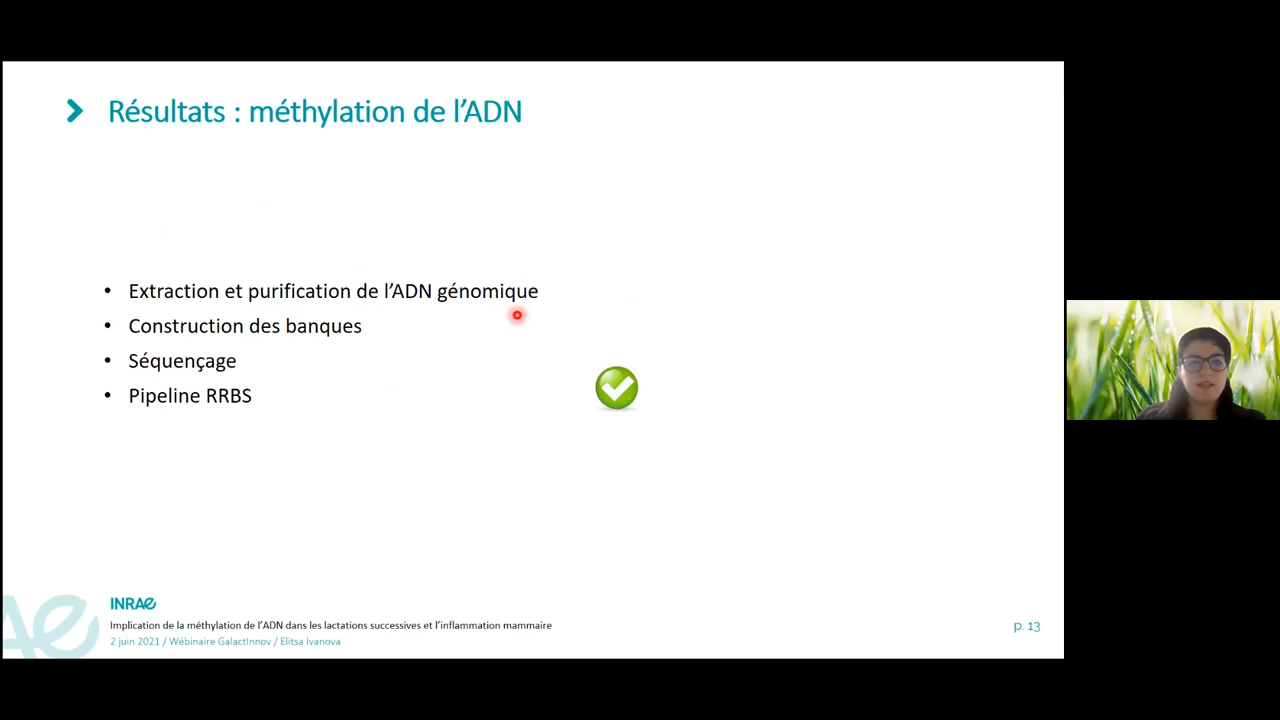 Résultats : méthylation de l'ADN
• Extraction et purification de l'ADN génomique
• Construction des banques
• Séquençage
• Pipeline RRBS
INRAE
Implication de la méthylation de l'ADN dans les lactations successives et l'inflammation mammaire
2 juin 2021 / Wébinaire GalactInnov / Elitsa Ivanova
p. 13